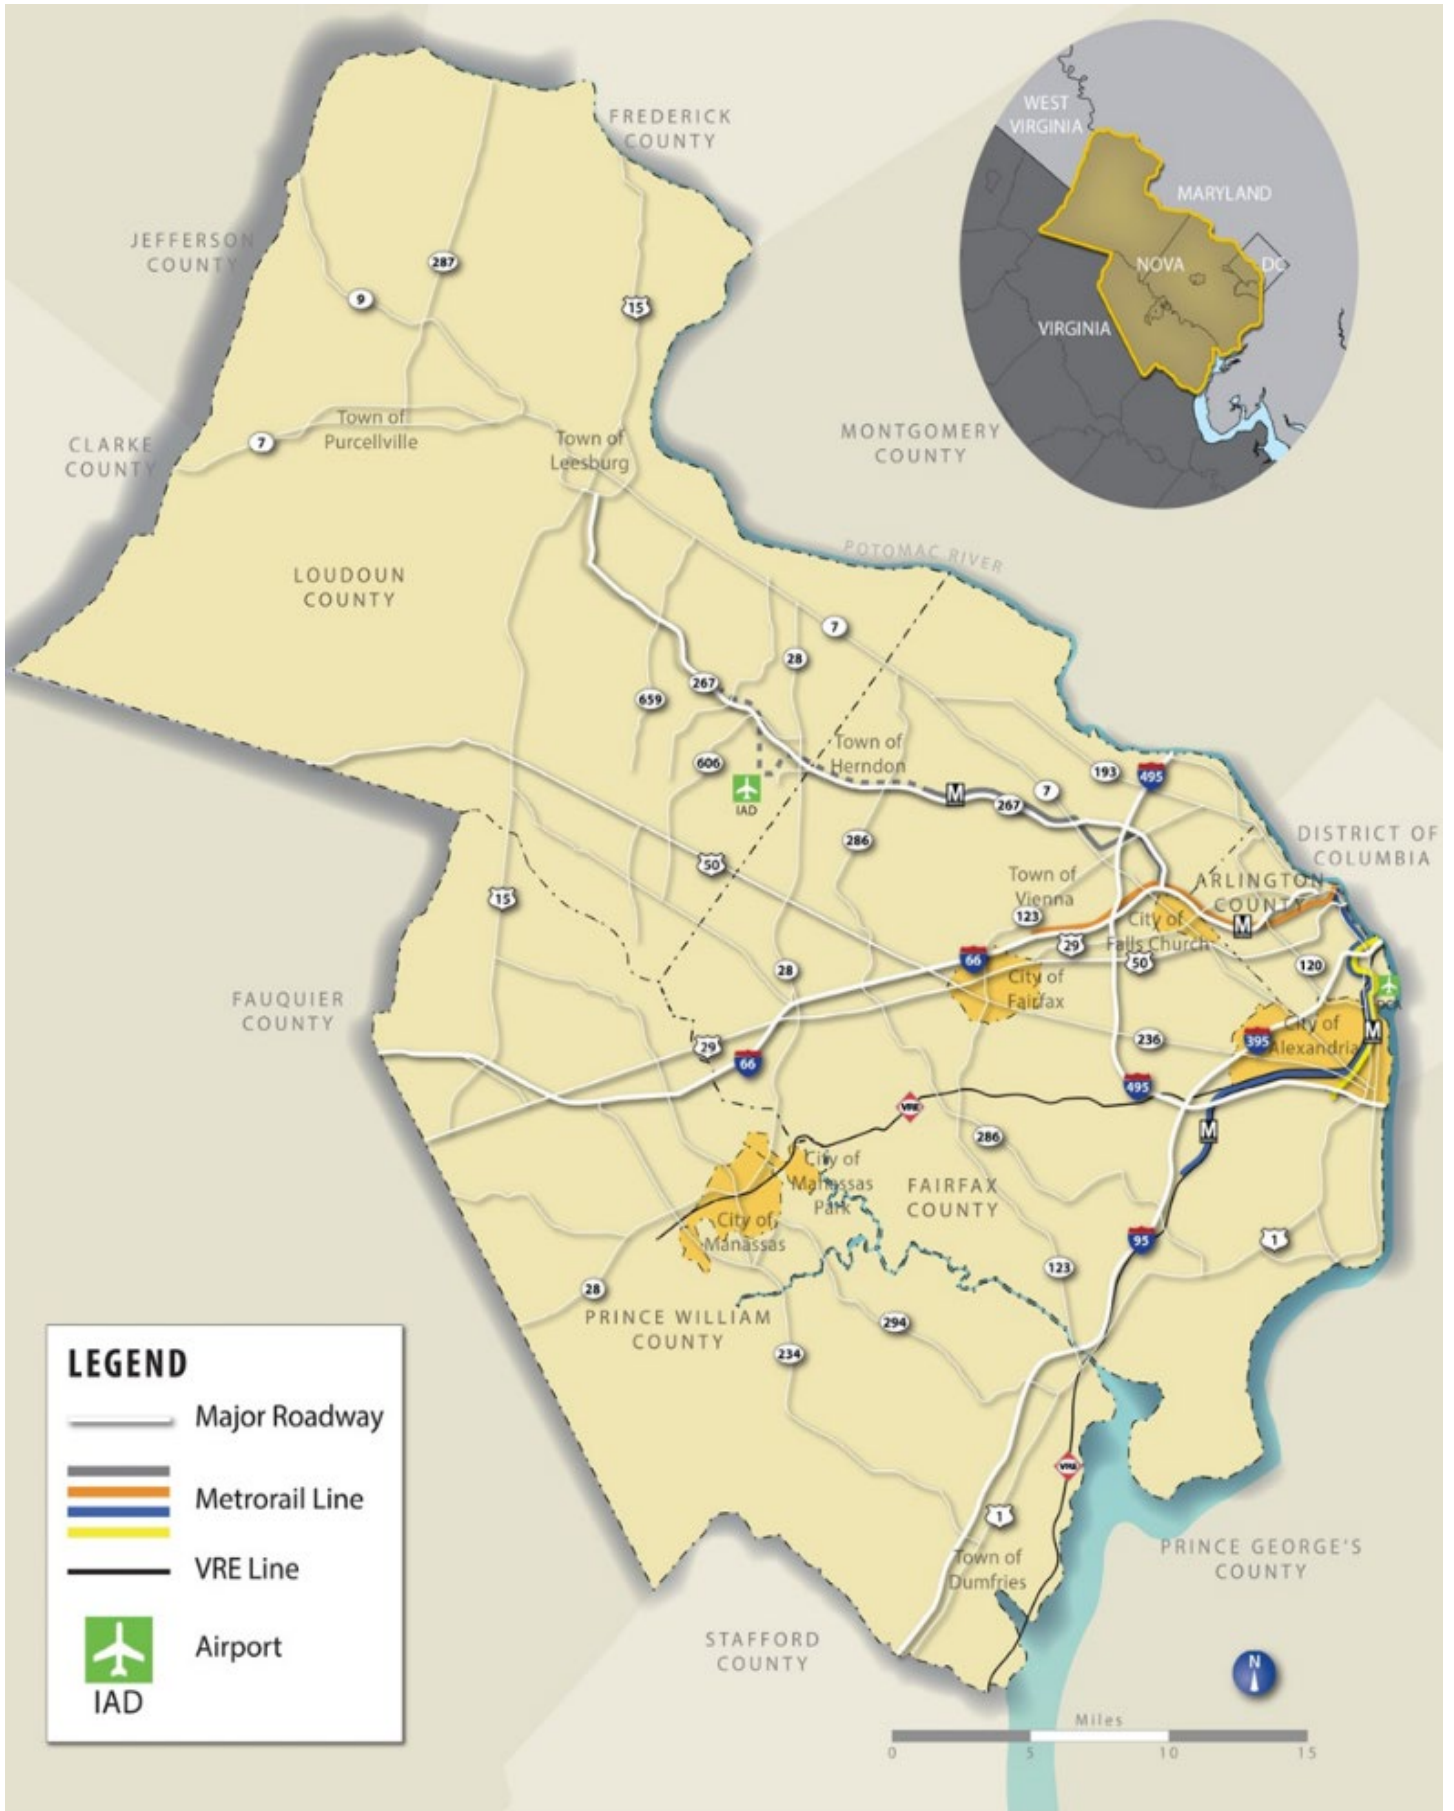 FREDERICK
COUNTY
WEST
VIRGINIA
MARYLAND
NOVA
DC
VIRGINIA
JEFFERSON
COUNTY
287
9
15
Town of
Purcellville
7
CLARKE
COUNTY
Town of
Leesburg
MONTGOMERY
COUNTY
POTOMAC RIVER
LOUDOUN
COUNTY
7
28
267
659
Town of
Herndon
606
IAD
193
495
7
M
267
286
50
15
DISTRICT OF
COLUMBIA
Town of
Vienna
ARLINGTON
COUNTY
123
City of
Falls Church
M
29
50
66
120
28
City of
Fairfax
FAUQUIER
COUNTY
DCA
City of
Alexandria
M
395
236
29
66
495
VRE
M
286
City of
Manassas
Park
FAIRFAX
COUNTY
City of
Manassas
95
1
123
28
PRINCE WILLIAM
COUNTY
294
234
LEGEND
Major Roadway
Metrorail Line
VRE Line
Airport
IAD
VRE
1
Town of
Dumfries
PRINCE GEORGE'S
COUNTY
STAFFORD
COUNTY
N
Miles
0 5 10 15